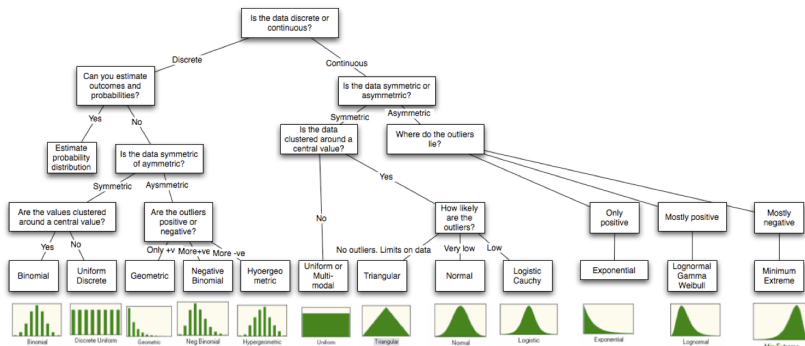 Is the data discrete or
continuous?
Discrete
Continuous
Can you estimate
outcomes and
probabilities?
Is the data symmetric or
asymmetrric?
Yes
No
Symmetric
Asymmetric
Estimate
probability
distribution
Is the data symmetric
of aymmetric?
Is the data
clustered around a
central value?
Where do the outliers
lie?
Symmetric
Aysmmetric
Yes
Are the values clustered
around a central value?
Are the outliers
positive or
negative?
No
How likely
are the
outliers?
Only
positive
Mostly positive
Mostly
negative
Yes
No
Only +v
More+ve
More -ve
No outliers. Limits on data
Very low
Low
Binomial
Uniform
Discrete
Geometric
Negative
Binomial
Hyoergeo
metric
Uniform or
Multi-
modal
Triangular
Normal
Logistic
Cauchy
Exponential
Lognormal
Gamma
Weibull
Minimum
Extreme
Binomial
Discrete Uniform
Geometric
Neg Binomial
Hypergeometric
Uniform
Triangular
Normal
Logistic
Exponential
Lognormal